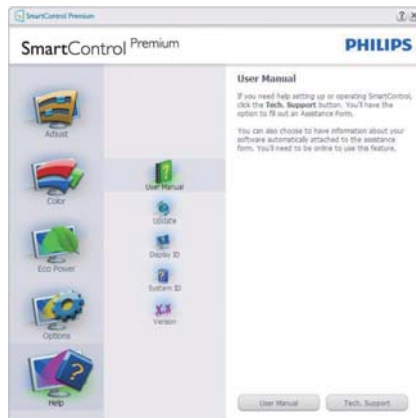 SmartControl Premium
SmartControl Premium
PHILIPS
User Manual
If you need help setting up or operating SmartControl,
click the Tech. Support button. You'll have the
option to fill out an Assistance Form.
You can also choose to have information about your
software automatically attached to the assistance
form. You'll need to be online to use this feature.
Adjust
Color
Eco Power
Options
Help
User Manual
Update
Display ID
System ID
Version
User Manual
Tech. Support